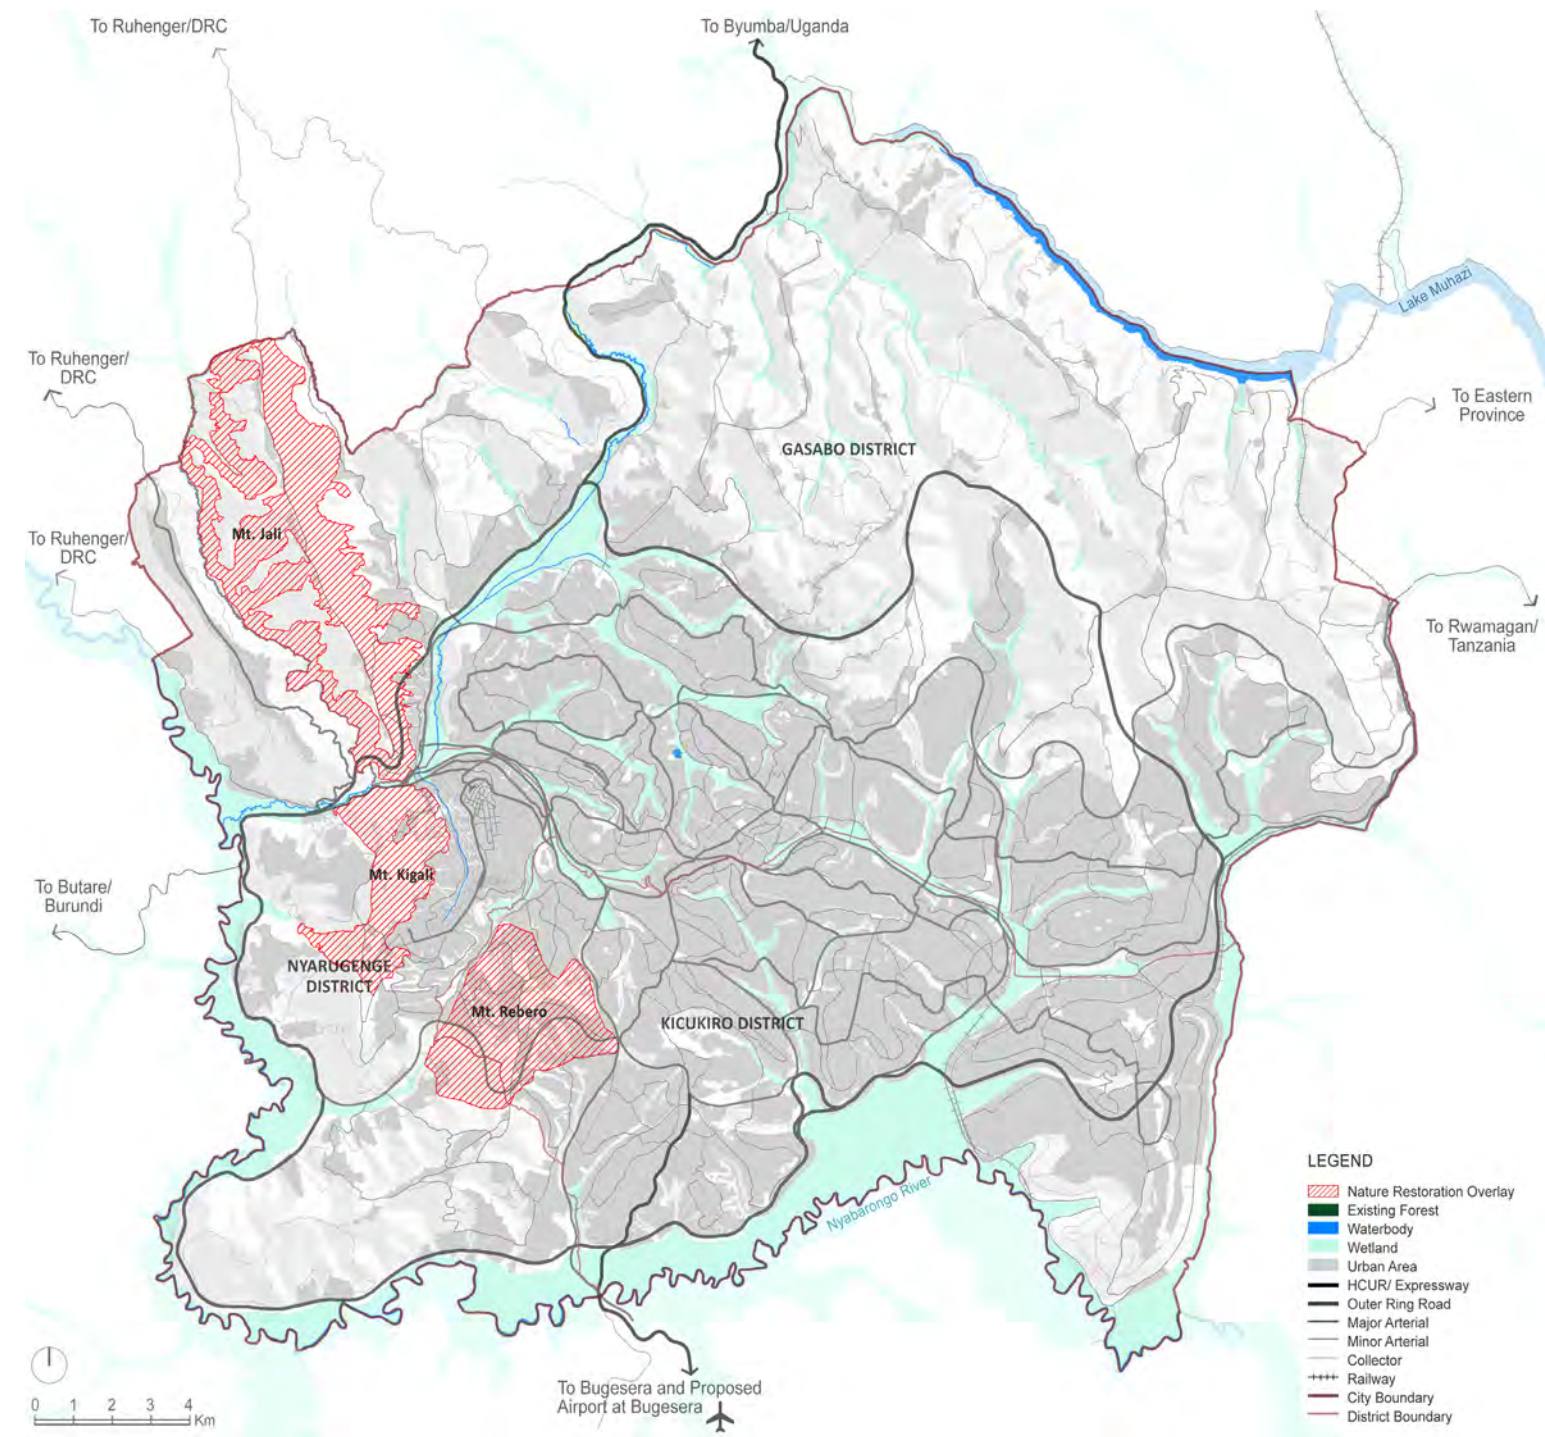 To Ruhenger/DRC
To Byumba/Uganda
Lake Muhazi
To Ruhenger/
DRC
To Eastern
Province
GASABO DISTRICT
Mt. Jali
To Ruhenger/
DRC
To Rwamagan/
Tanzania
Mt. Kigali
To Butare/
Burundi
NYARUGENGE
DISTRICT
Mt. Rebero
KICUKIRO DISTRICT
Nyabarongo River
LEGEND
Nature Restoration Overlay
Existing Forest
Waterbody
Wetland
Urban Area
HCUR/ Expressway
Outer Ring Road
Major Arterial
Minor Arterial
Collector
Railway
City Boundary
District Boundary
To Bugesera and Proposed
Airport at Bugesera
0 1 2 3 4
Km